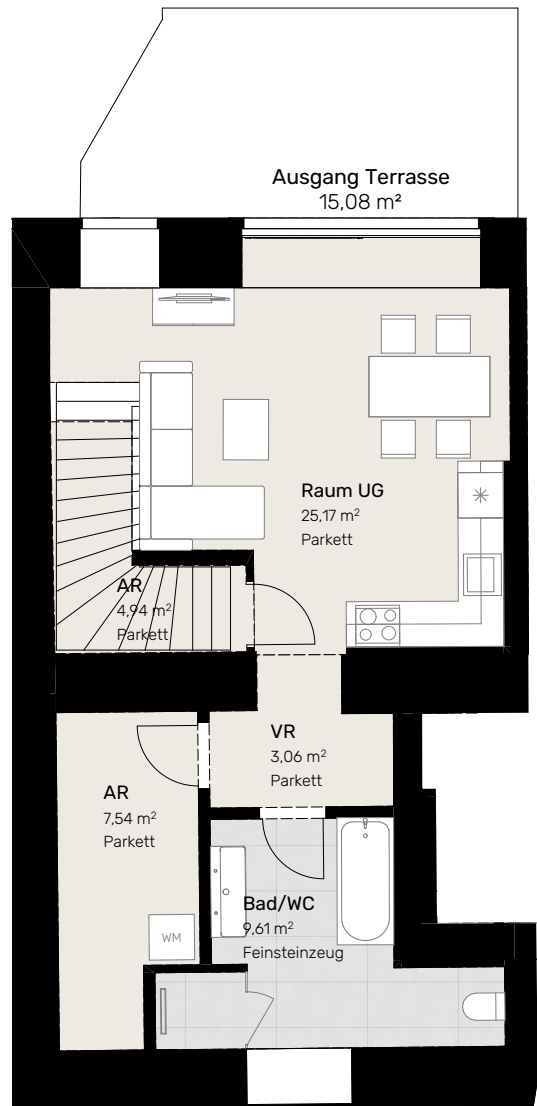 Ausgang Terrasse
15,08 m²
Raum UG
25,17 m²
Parkett
AR
4,94 m²
Parkett
VR
3,06 m²
Parkett
AR
7,54 m²
Parkett
Bad/WC
9,61 m²
Feinsteinzeug
WM